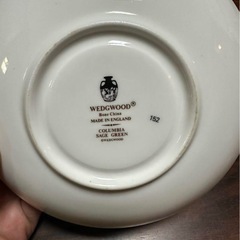 WEDGWOOD®
Bone China
MADE IN ENGLAND
COLUMBIA
SAGE GREEN
152